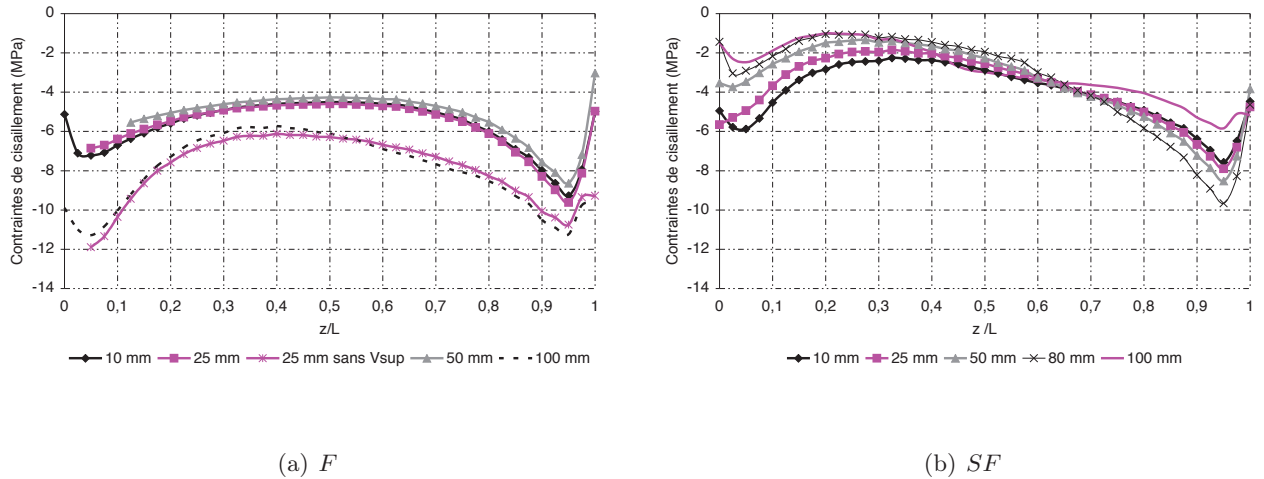 0
-2
-4
-6
-8
-10
-12
-14
Contraintes de cisaillement (MPa)
0 0,1 0,2 0,3 0,4 0,5 0,6 0,7 0,8 0,9 1
z/L
10 mm 25 mm 25 mm sans Vsup 50 mm 100 mm
(a) F
0
-2
-4
-6
-8
-10
-12
-14
Contraintes de cisaillement (MPa)
0 0,1 0,2 0,3 0,4 0,5 0,6 0,7 0,8 0,9 1
z /L
10 mm 25 mm 50 mm 80 mm 100 mm
(b) SF